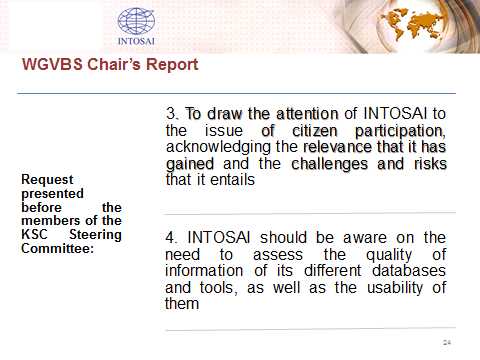 INTOSAI
WGVBS Chair's Report
3. To draw the attention of INTOSAI to
the issue of citizen participation,
acknowledging the relevance that it has
gained and the challenges and risks
that it entails
Request
presented
before the
members of the
KSC Steering
Committee:
4. INTOSAI should be aware on the
need to assess the quality of
information of its different databases
and tools, as well as the usability of
them
24